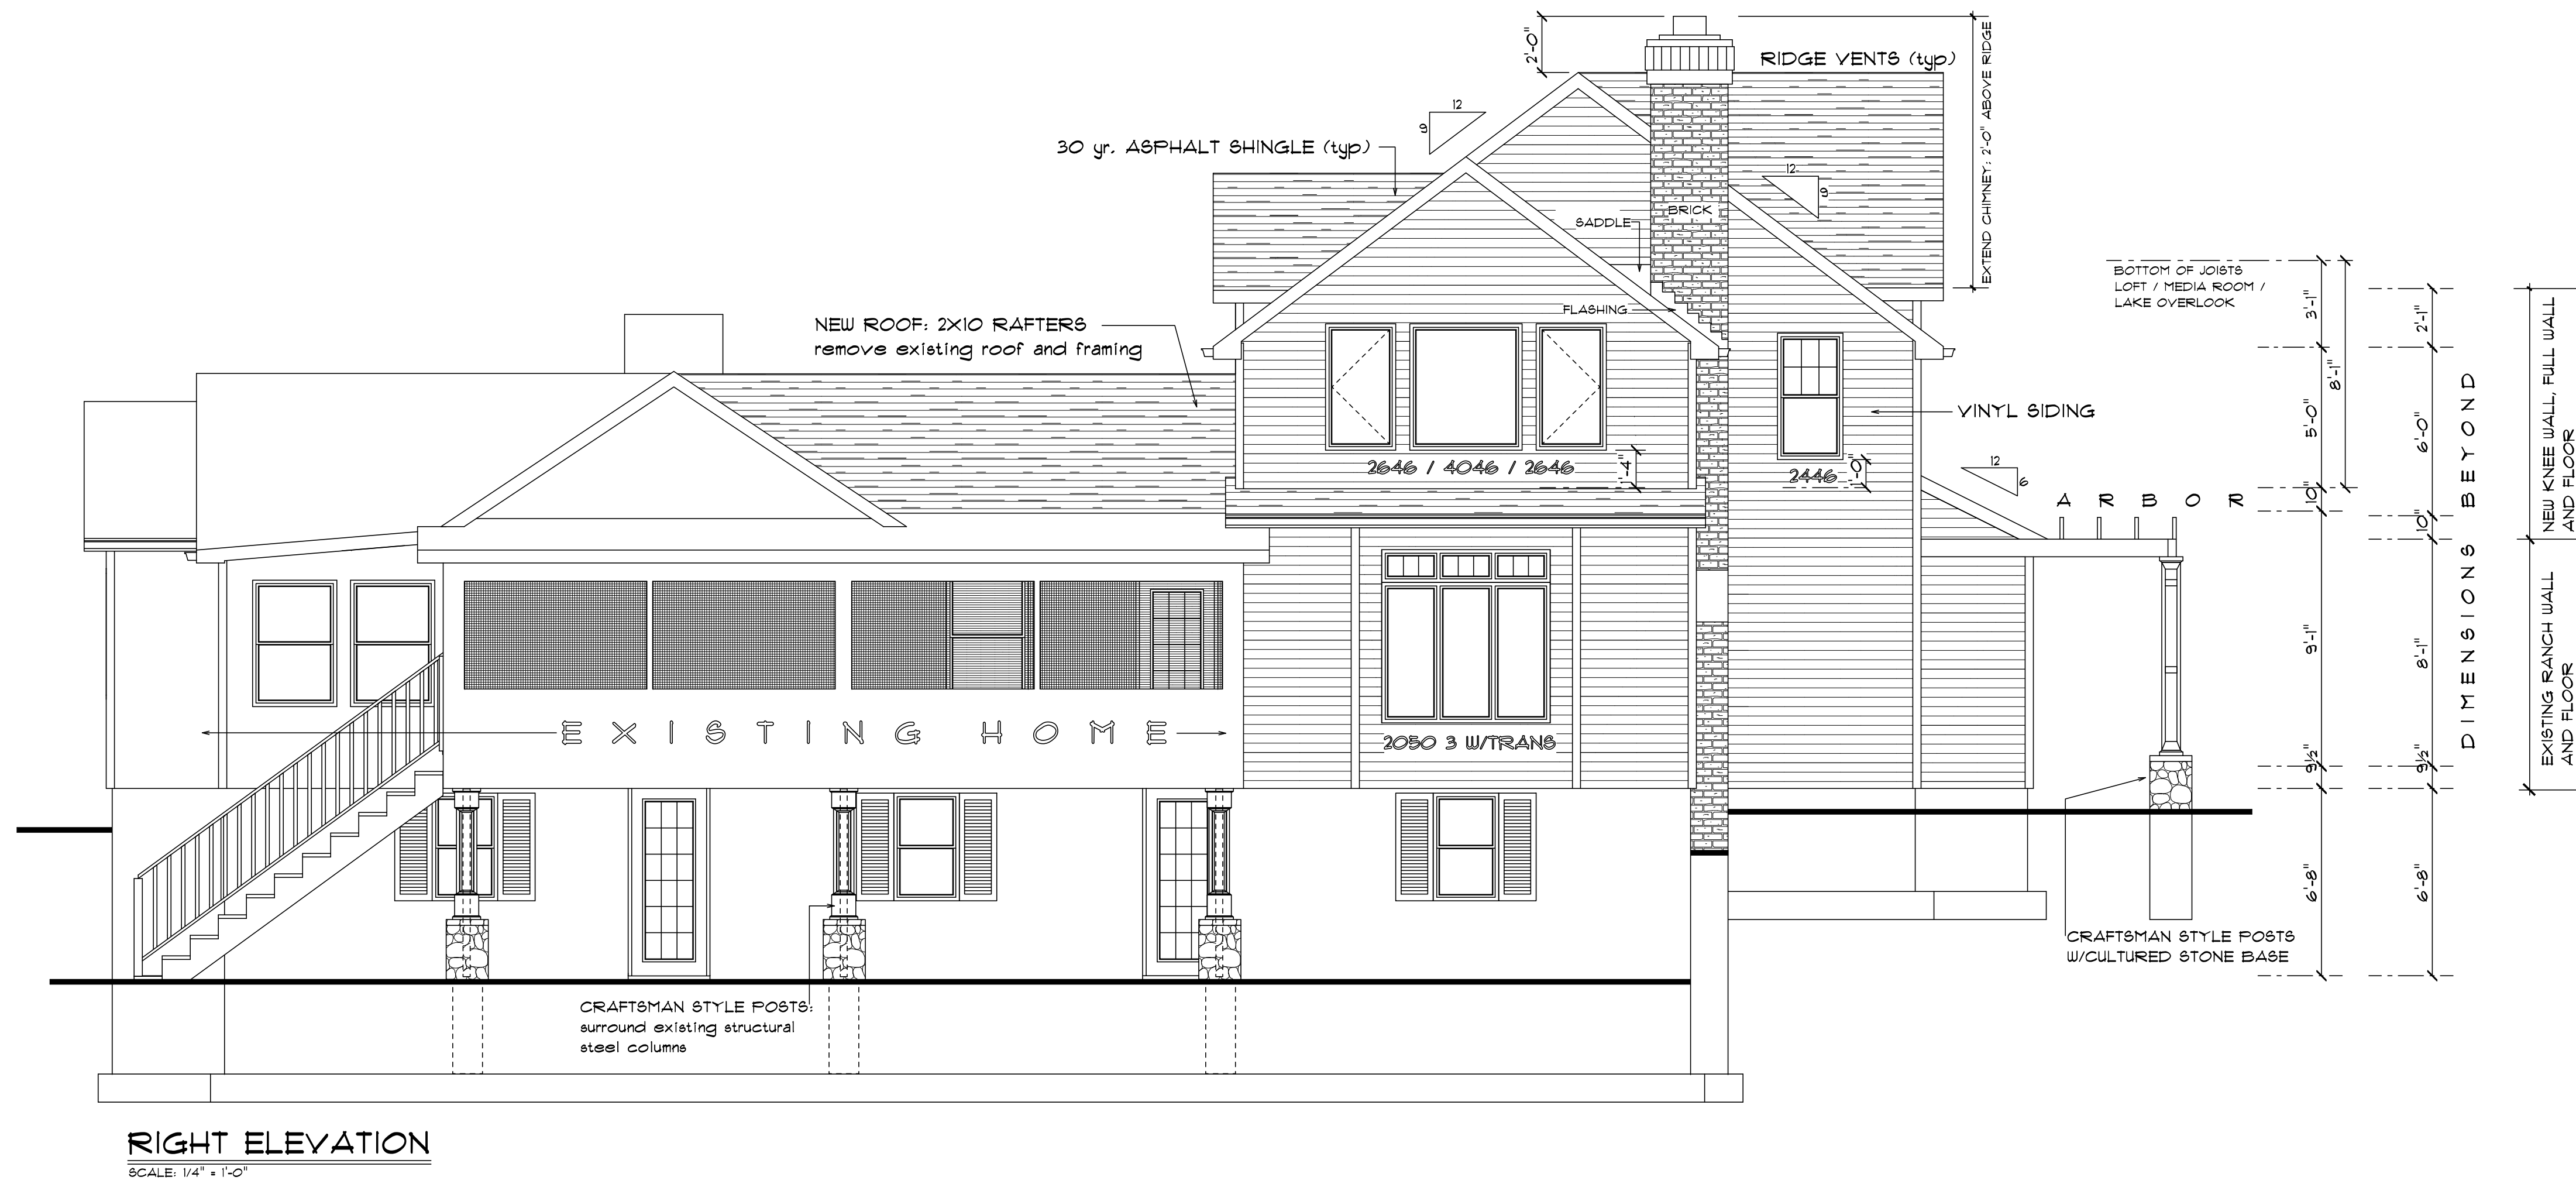 2'-0"
RIDGE VENTS (typ)
EXTEND CHIMNEY: 2'-0" ABOVE RIDGE
12
9
30 yr. ASPHALT SHINGLE (typ)
12
9
BRICK
SADDLE
BOTTOM OF JOISTS
LOFT / MEDIA ROOM /
LAKE OVERLOOK
FLASHING
NEW ROOF: 2X10 RAFTERS
remove existing roof and framing
VINYL SIDING
2646 / 4046 / 2646
1'-4"
2446
1'-0"
12
6
ARBOR
EXISTING HOME
2050 3 W/TRANS
3'-1"
8'-1"
5'-0"
10"
9'-1"
9½"
6'-8"
2'-1"
6'-0"
10"
8'-1"
9½"
6'-8"
DIMENSIONS BEYOND
NEW KNEE WALL, FULL WALL
AND FLOOR
EXISTING RANCH WALL
AND FLOOR
CRAFTSMAN STYLE POSTS
W/CULTURED STONE BASE
CRAFTSMAN STYLE POSTS:
surround existing structural
steel columns
RIGHT ELEVATION
SCALE: 1/4" = 1'-0"